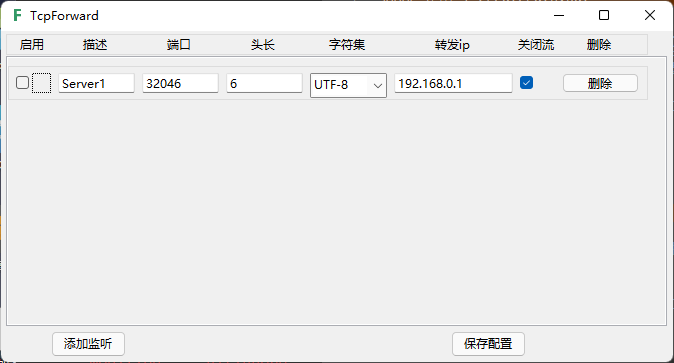 TcpForward
启用 描述 端口 头长 字符集 转发ip 关闭流 删除
Server1 32046 6 UTF-8 192.168.0.1 删除
添加监听 保存配置